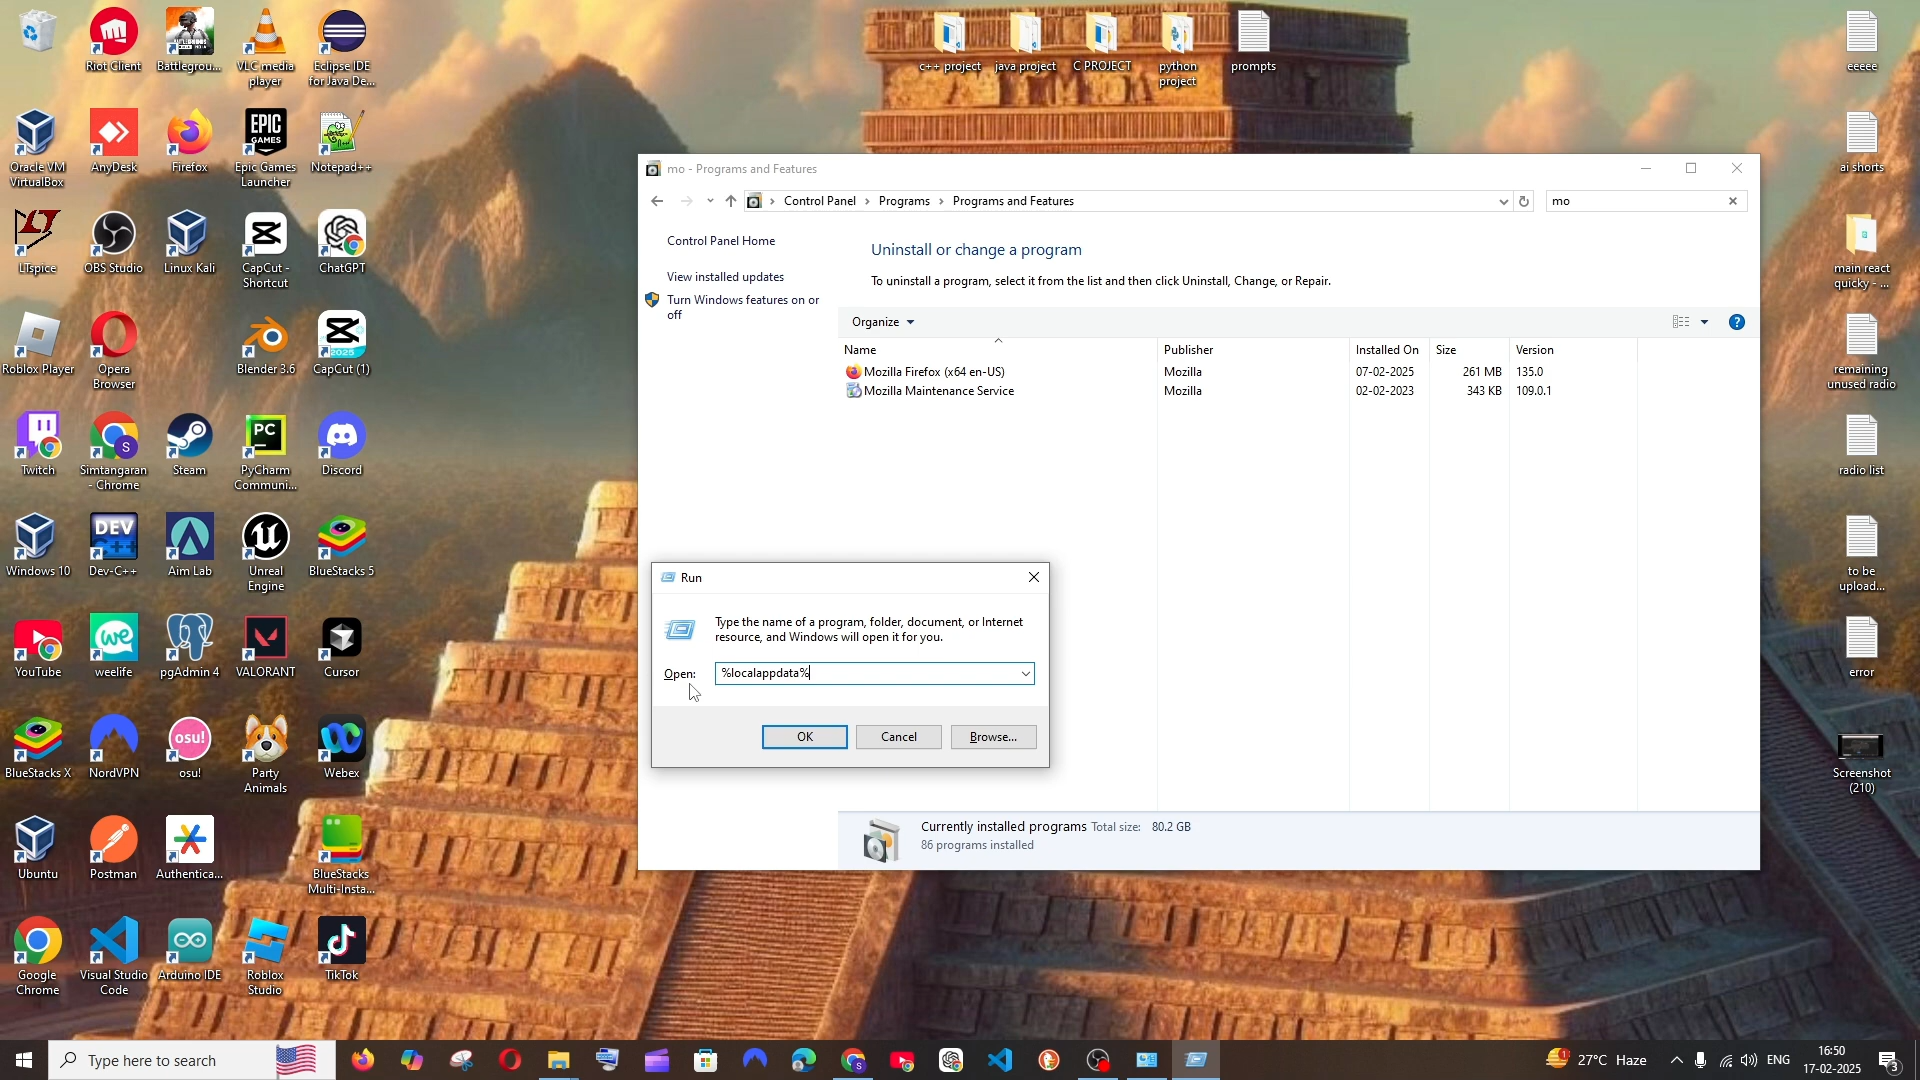 Riot Client
Battlegrou...
VLC media
player
Eclipse IDE
for Java De...
c++ project
java project
C PROJECT
python
project
prompts
eeeee
Oracle VM
VirtualBox
AnyDesk
Firefox
EPIC
GAMES
Epic Games
Launcher
Notepad++
ai shorts
mo - Programs and Features
Control Panel
Programs
Programs and Features
mo
LT
LTspice
OBS Studio
Linux Kali
CapCut -
Shortcut
ChatGPT
Control Panel Home
View installed updates
Turn Windows features on or
off
Uninstall or change a program
To uninstall a program, select it from the list and then click Uninstall, Change, or Repair.
main react
quicky - ...
Organize
?
Name
Publisher
Installed On
Size
Version
Mozilla Firefox (x64 en-US)
Mozilla
07-02-2025
261 MB
135.0
Mozilla Maintenance Service
Mozilla
02-02-2023
343 KB
109.0.1
Roblox Player
Opera
Browser
Blender 3.6
2025
CapCut (1)
remaining
unused radio
Twitch
S
Simtangaran
- Chrome
Steam
PC
PyCharm
Communi...
Discord
radio list
Windows 10
DEV
C++
Dev-C++
Aim Lab
Unreal
Engine
BlueStacks 5
to be
upload...
Run
Type the name of a program, folder, document, or Internet
resource, and Windows will open it for you.
Open:
%localappdata%
OK
Cancel
Browse...
YouTube
we
weelife
pgAdmin 4
VALORANT
Cursor
error
BlueStacks X
NordVPN
osu!
osu!
Party
Animals
Webex
Screenshot
(210)
Currently installed programs
Total size:
80.2 GB
86 programs installed
Ubuntu
Postman
Authentica...
BlueStacks
Multi-Insta...
Google
Chrome
Visual Studio
Code
Arduino IDE
Roblox
Studio
TikTok
Type here to search
S
1
27°C
Haze
ENG
16:50
17-02-2025
3